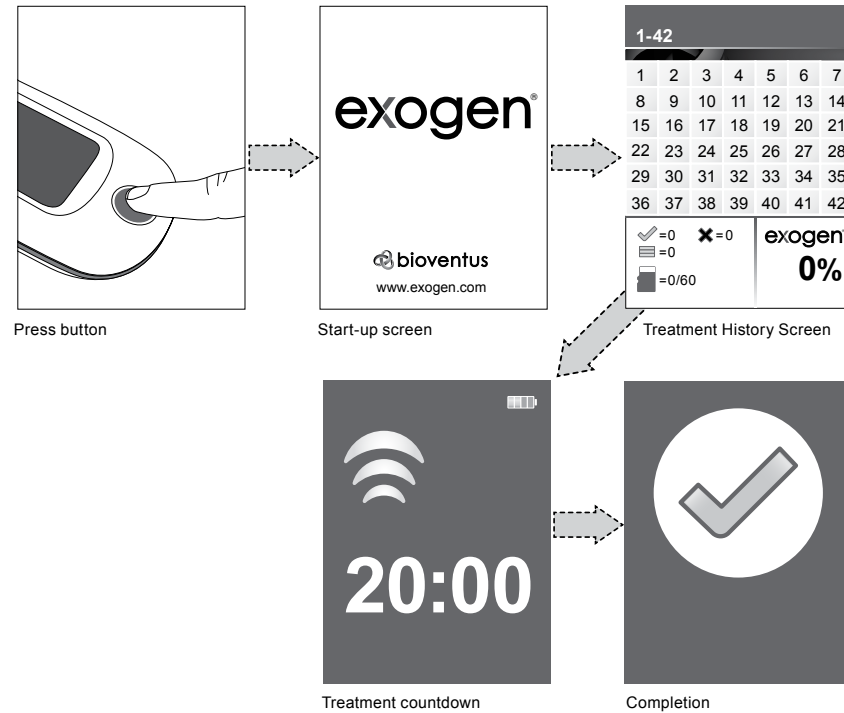 exogen®
bioventus
www.exogen.com
1-42
1 2 3 4 5 6 7
8 9 10 11 12 13 14
15 16 17 18 19 20 21
22 23 24 25 26 27 28
29 30 31 32 33 34 35
36 37 38 39 40 41 42
=0 =0
=0
=0/60
exogen®
0%
Press button
Start-up screen
Treatment History Screen
20:00
Treatment countdown
Completion